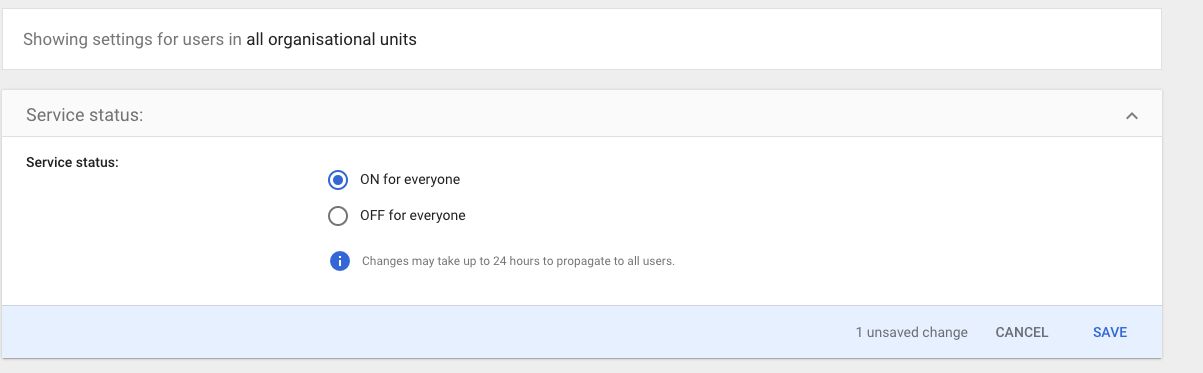 Showing settings for users in all organisational units
Service status:
Service status:
ON for everyone
OFF for everyone
Changes may take up to 24 hours to propagate to all users.
1 unsaved change CANCEL SAVE